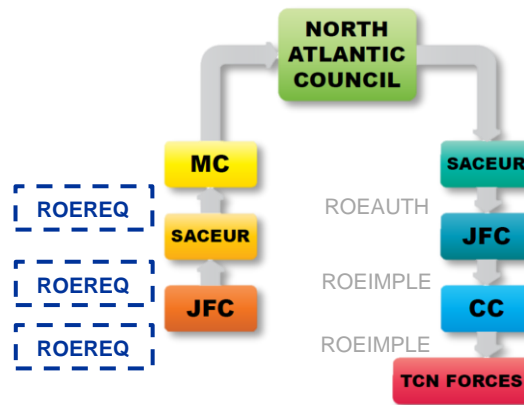 NORTH
ATLANTIC
COUNCIL
MC
SACEUR
ROEREQ
ROEAUTH
SACEUR
JFC
ROEREQ
ROEIMPLE
JFC
CC
ROEREQ
ROEIMPLE
TCN FORCES